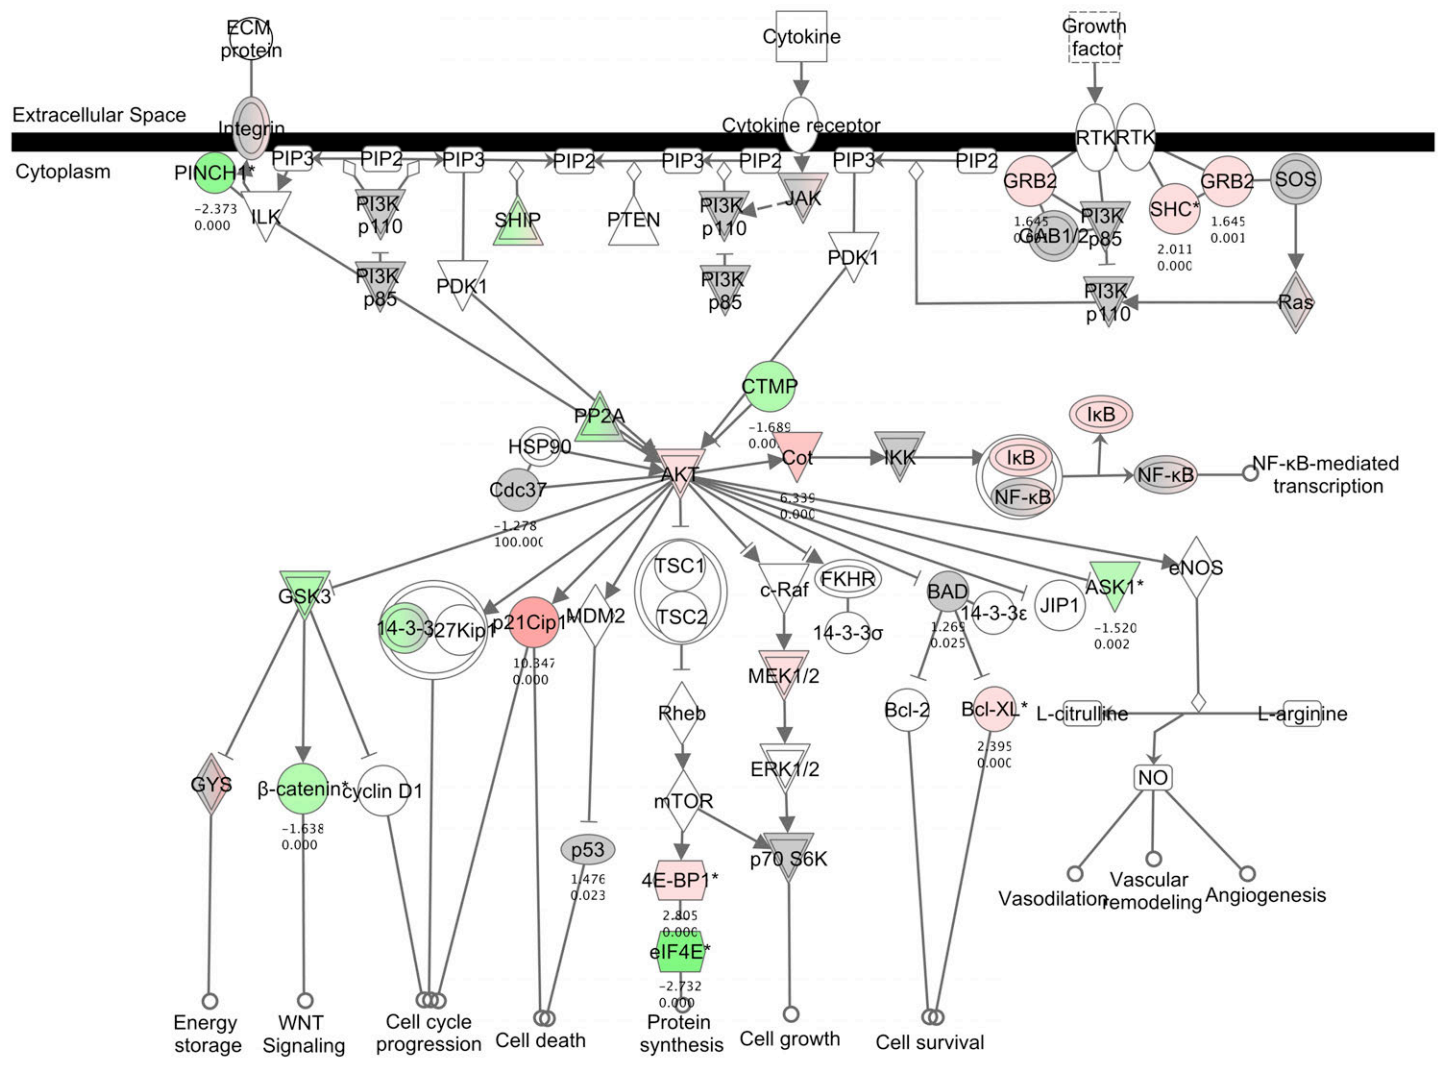 ECM
protein
Cytokine
Growth
factor
Extracellular Space
Integrin
Cytokine receptor
RTK
RTK
Cytoplasm
PINCH1*
-2.373
0.000
PIP3
PIP2
PIP3
PIP2
PIP3
PIP2
PIP3
PIP2
ILK
PI3K
p110
SHIP
PTEN
PI3K
p110
JAK
GRB2
1.645
GAB1/2
PI3K
p85
SHC*
2.011
0.000
GRB2
1.645
0.001
SOS
PI3K
p85
PDK1
PI3K
p85
PDK1
PI3K
p110
Ras
CTMP
-1.689
PP2A
HSP90
Cdc37
-1.278
100.000
AKT
Cot
6.339
0.000
IKK
IκB
NF-κB
IκB
NF-κB
NF-κB-mediated
transcription
GSK3
14-3-3
p27Kip1
p21Cip1*
10.347
0.000
MDM2
TSC1
TSC2
c-Raf
FKHR
14-3-3σ
BAD
1.269
0.025
14-3-3ε
JIP1
ASK1*
-1.520
0.002
eNOS
MEK1/2
Rheb
Bcl-2
Bcl-XL*
2.395
0.000
L-citrulline
L-arginine
GYS
β-catenin*
-1.638
0.000
cyclin D1
ERK1/2
NO
mTOR
p53
1.476
0.023
p70 S6K
4E-BP1*
2.805
0.000
eIF4E*
-2.732
0.000
Vasodilation
Vascular
remodeling
Angiogenesis
Energy
storage
WNT
Signaling
Cell cycle
progression
Cell death
Protein
synthesis
Cell growth
Cell survival